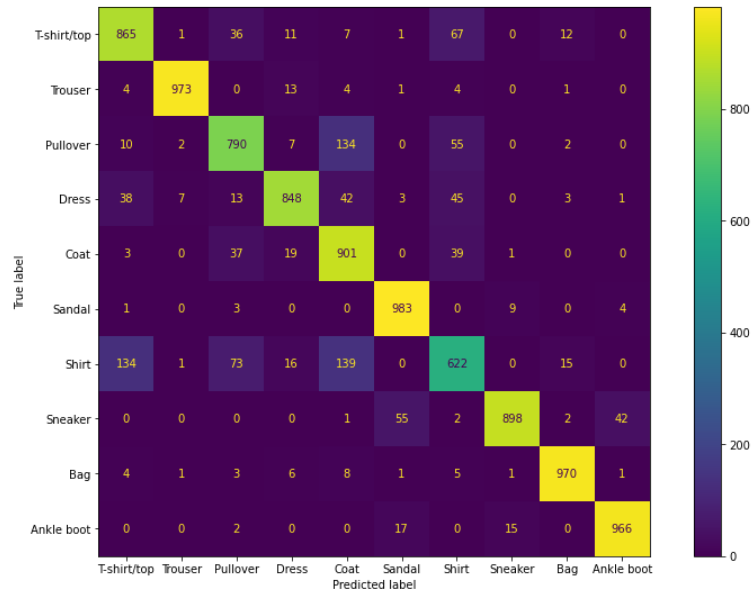 T-shirt/top 865 1 36 11 7 1 67 0 12 0
Trouser 4 973 0 13 4 1 4 0 1 0
Pullover 10 2 790 7 134 0 55 0 2 0
Dress 38 7 13 848 42 3 45 0 3 1
Coat 3 0 37 19 901 0 39 1 0 0
Sandal 1 0 3 0 0 983 0 9 0 4
Shirt 134 1 73 16 139 0 622 0 15 0
Sneaker 0 0 0 0 1 55 2 898 2 42
Bag 4 1 3 6 8 1 5 1 970 1
Ankle boot 0 0 2 0 0 17 0 15 0 966
T-shirt/top Trouser Pullover Dress Coat Sandal Shirt Sneaker Bag Ankle boot
Predicted label
True label
800
600
400
200
0